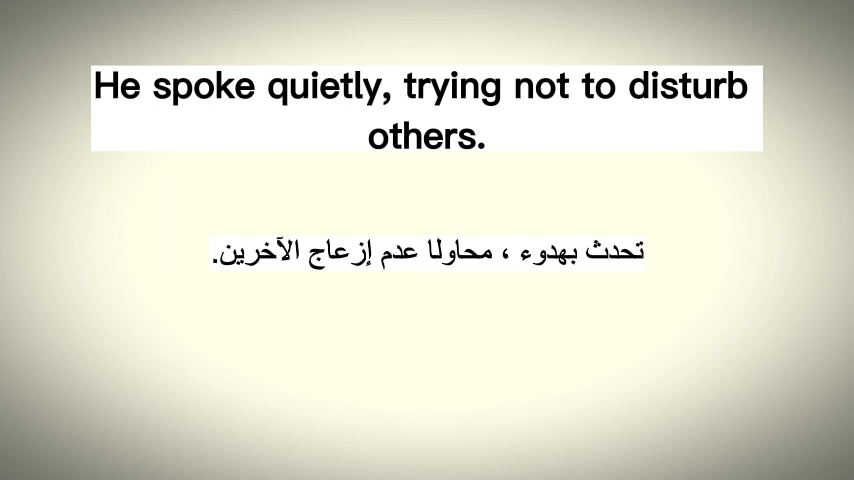 He spoke quietly, trying not to disturb
others.
تحدث بهدوء ، محاولا عدم إزعاج الآخرين.